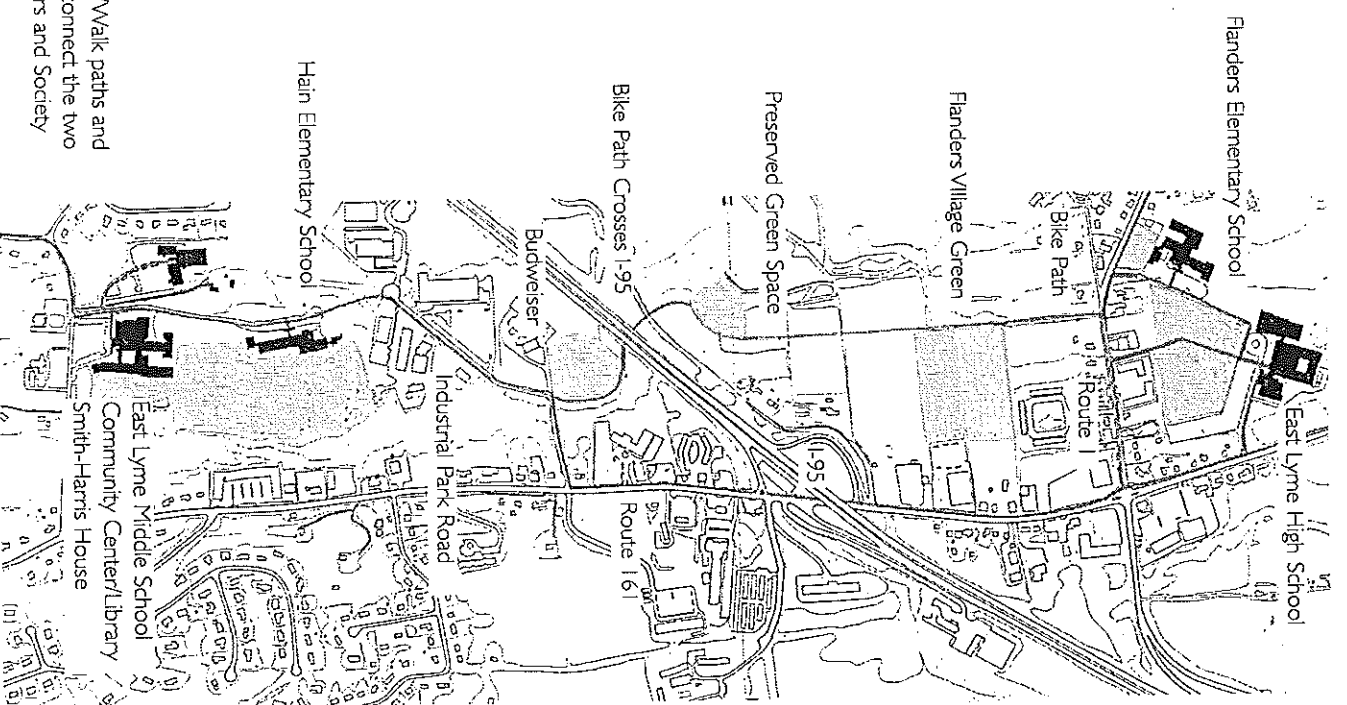 East Lyme High School
Flanders Elementary School
Route 1
Bike Path
Flanders Village Green
I-95
Preserved Green Space
Bike Path Crosses I-95
Route 161
Budweiser
Industrial Park Road
Hain Elementary School
East Lyme Middle School
Community Center/Library
Smith-Harris House
/Walk paths and
connect the two
rs and Society